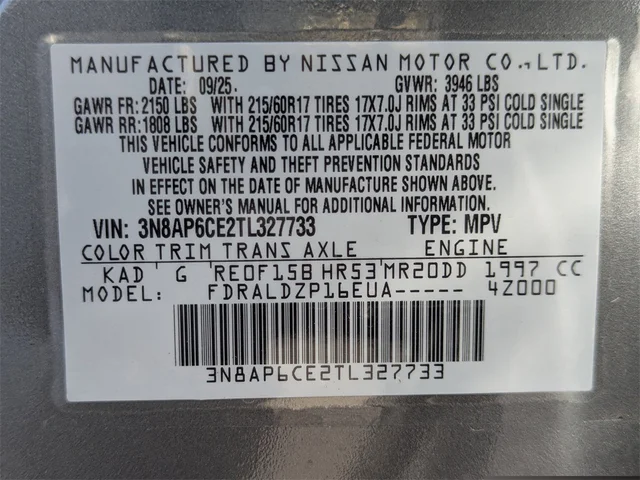 MANUFACTURED BY NISSAN MOTOR CO., LTD.
DATE: 09/25. GVWR: 3946 LBS
GAWR FR: 2150 LBS WITH 215/60R17 TIRES 17X7.0J RIMS AT 33 PSI COLD SINGLE
GAWR RR: 1808 LBS WITH 215/60R17 TIRES 17X7.0J RIMS AT 33 PSI COLD SINGLE
THIS VEHICLE CONFORMS TO ALL APPLICABLE FEDERAL MOTOR
VEHICLE SAFETY AND THEFT PREVENTION STANDARDS
IN EFFECT ON THE DATE OF MANUFACTURE SHOWN ABOVE.
SEE OWNER'S MANUAL FOR ADDITIONAL INFORMATION.
VIN: 3N8AP6CE2TL327733 TYPE: MPV
COLOR TRIM TRANS AXLE ENGINE
KAD G RE0F15B HR53 MR20DD 1997 CC
MODEL: FDRALDZP16EUA----- 4Z000
3N8AP6CE2TL327733